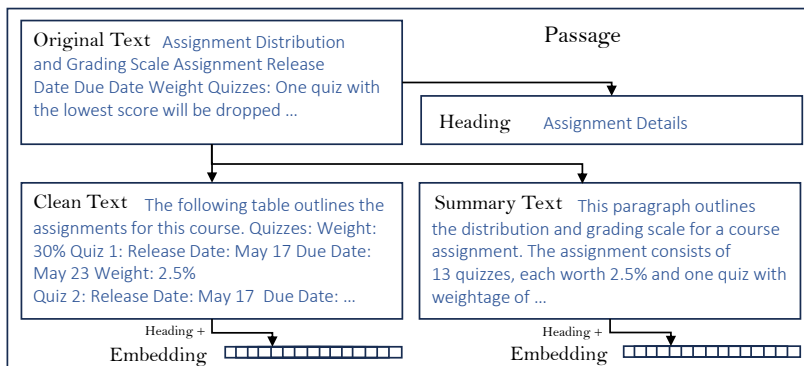 Passage
Original Text Assignment Distribution
and Grading Scale Assignment Release
Date Due Date Weight Quizzes: One quiz with
the lowest score will be dropped ...
Heading Assignment Details
Clean Text The following table outlines the
assignments for this course. Quizzes: Weight:
30% Quiz 1: Release Date: May 17 Due Date:
May 23 Weight: 2.5%
Quiz 2: Release Date: May 17 Due Date: ...
Summary Text This paragraph outlines
the distribution and grading scale for a course
assignment. The assignment consists of
13 quizzes, each worth 2.5% and one quiz with
weightage of ...
Heading +
Embedding
Heading +
Embedding